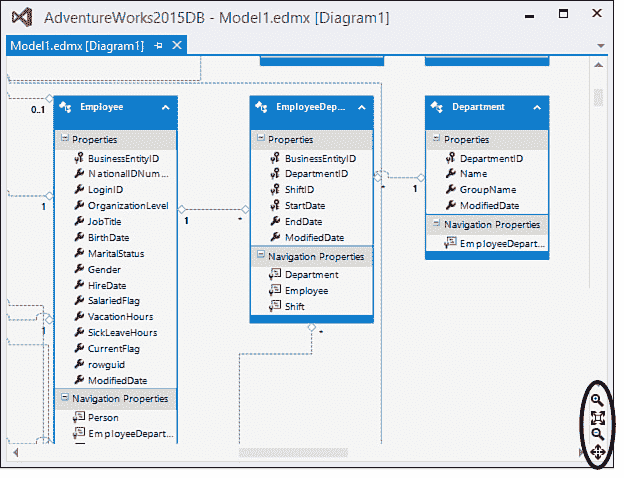 AdventureWorks2015DB - Model1.edmx [Diagram1]
Model1.edmx [Diagram1]
0..1
Employee
Properties
BusinessEntityID
NationalIDNum...
LoginID
OrganizationLevel
JobTitle
BirthDate
MaritalStatus
Gender
HireDate
SalariedFlag
VacationHours
SickLeaveHours
CurrentFlag
rowguid
ModifiedDate
Navigation Properties
Person
EmployeeDepart...
1
1
1
*
EmployeeDep...
Properties
BusinessEntityID
DepartmentID
ShiftID
StartDate
EndDate
ModifiedDate
Navigation Properties
Department
Employee
Shift
*
*
1
Department
Properties
DepartmentID
Name
GroupName
ModifiedDate
Navigation Properties
EmployeeDepart...